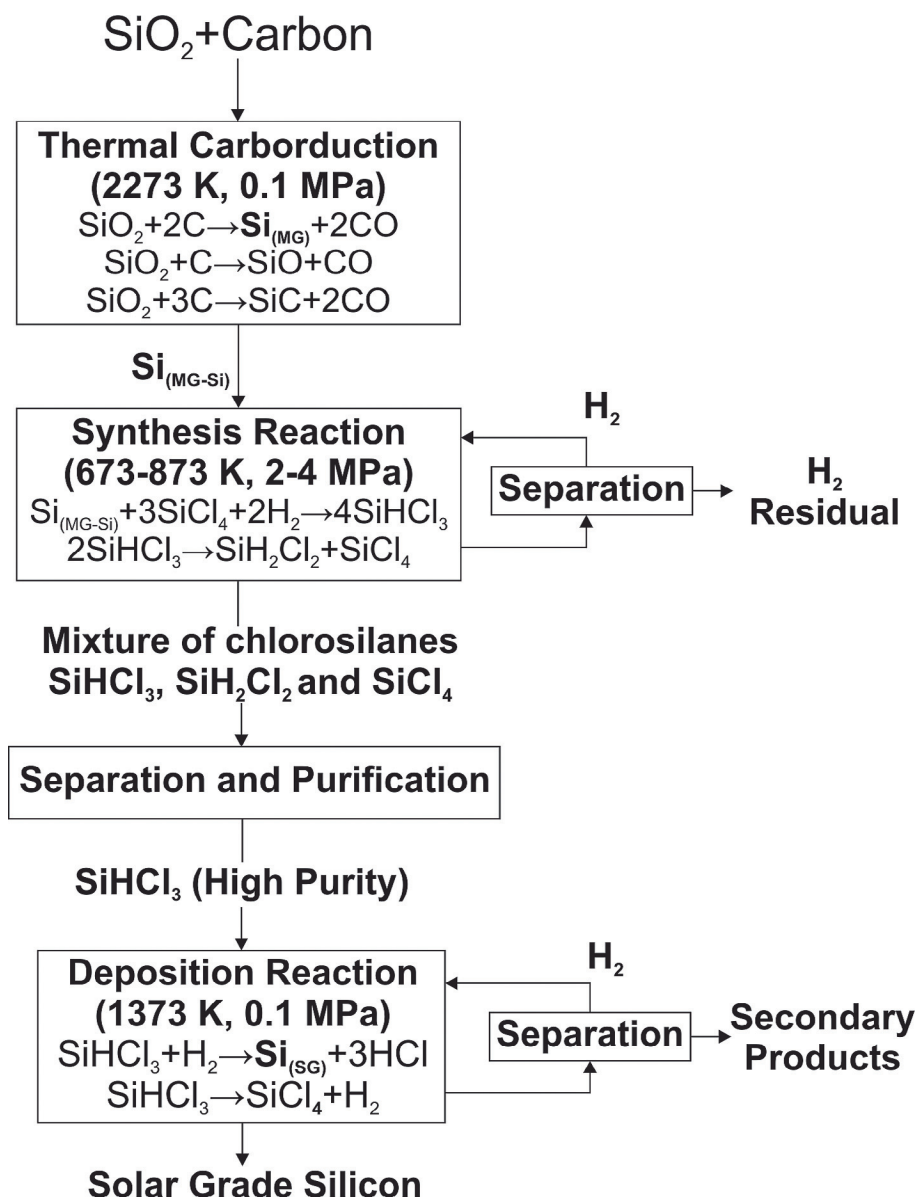 SiO₂+Carbon
Thermal Carborduction
(2273 K, 0.1 MPa)
SiO₂+2C→Si₍MG₎+2CO
SiO₂+C→SiO+CO
SiO₂+3C→SiC+2CO
Si₍MG-Si₎
Synthesis Reaction
(673-873 K, 2-4 MPa)
Si₍MG-Si₎+3SiCl₄+2H₂→4SiHCl₃
2SiHCl₃→SiH₂Cl₂+SiCl₄
H₂
Separation
H₂
Residual
Mixture of chlorosilanes
SiHCl₃, SiH₂Cl₂ and SiCl₄
Separation and Purification
SiHCl₃ (High Purity)
Deposition Reaction
(1373 K, 0.1 MPa)
SiHCl₃+H₂→Si₍SG₎+3HCl
SiHCl₃→SiCl₄+H₂
H₂
Separation
Secondary
Products
Solar Grade Silicon